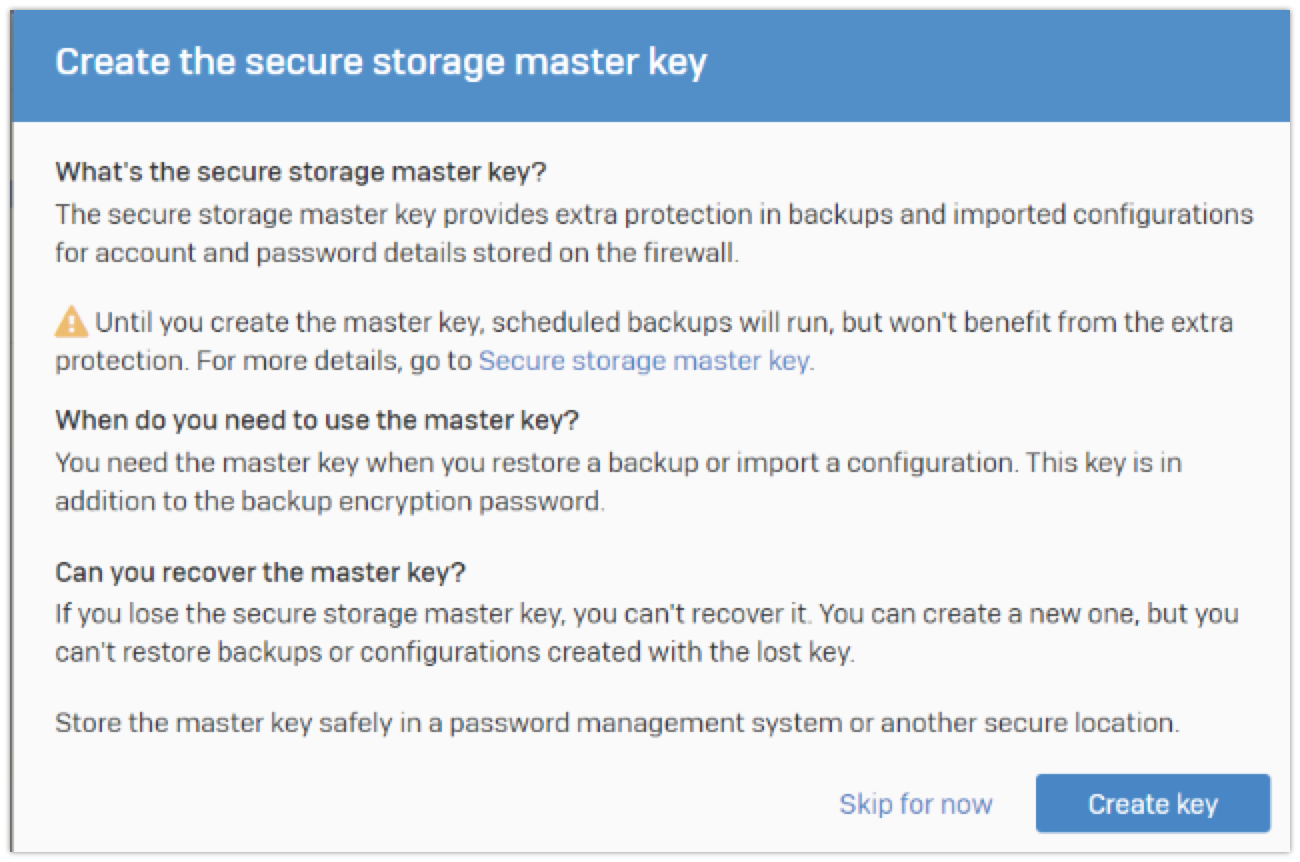 Create the secure storage master key
What's the secure storage master key?
The secure storage master key provides extra protection in backups and imported configurations
for account and password details stored on the firewall.
Until you create the master key, scheduled backups will run, but won't benefit from the extra
protection. For more details, go to Secure storage master key.
When do you need to use the master key?
You need the master key when you restore a backup or import a configuration. This key is in
addition to the backup encryption password.
Can you recover the master key?
If you lose the secure storage master key, you can't recover it. You can create a new one, but you
can't restore backups or configurations created with the lost key.
Store the master key safely in a password management system or another secure location.
Skip for now
Create key